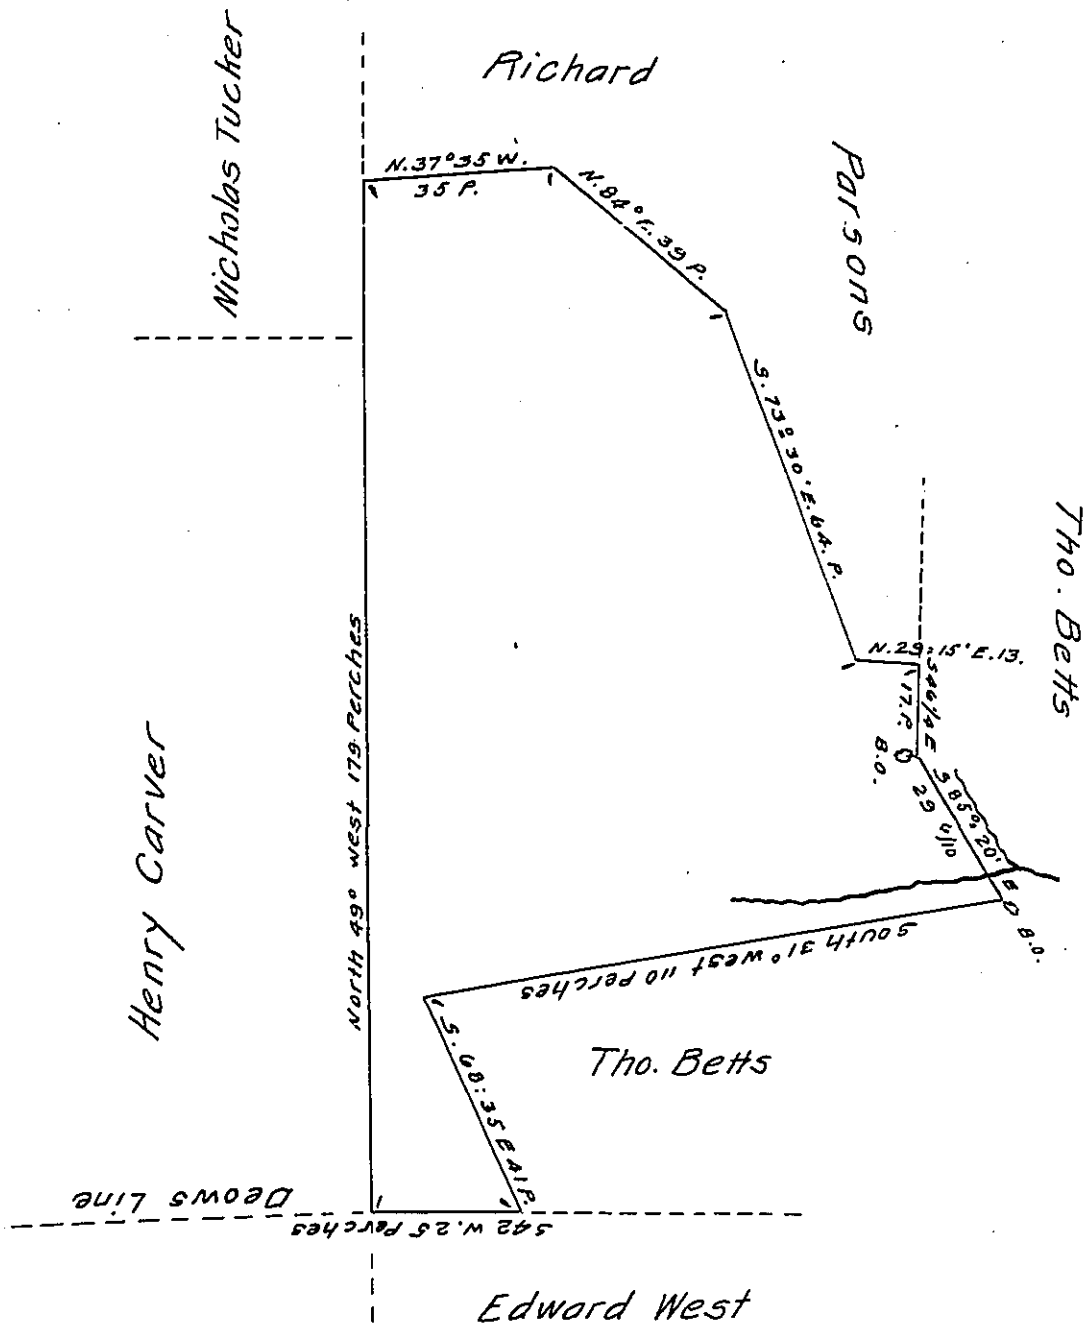 Richard
Parsons
Nicholas Tucker
N. 37° 35 W.
35 P.
N. 84° E. 39 P.
S. 73° 30' E. 64. P.
Tho. Betts
N. 29: 15' E. 13.
S 46 1/4 E
17. P.
B.O.
S 85° 20' E
29 4/10
B.O.
South 31° west 110 Perches
North 49° west 179 Perches
Henry Carver
Tho. Betts
S. 68: 35 E 41 P.
Deows Line
S42 W. 25 Perches
Edward West